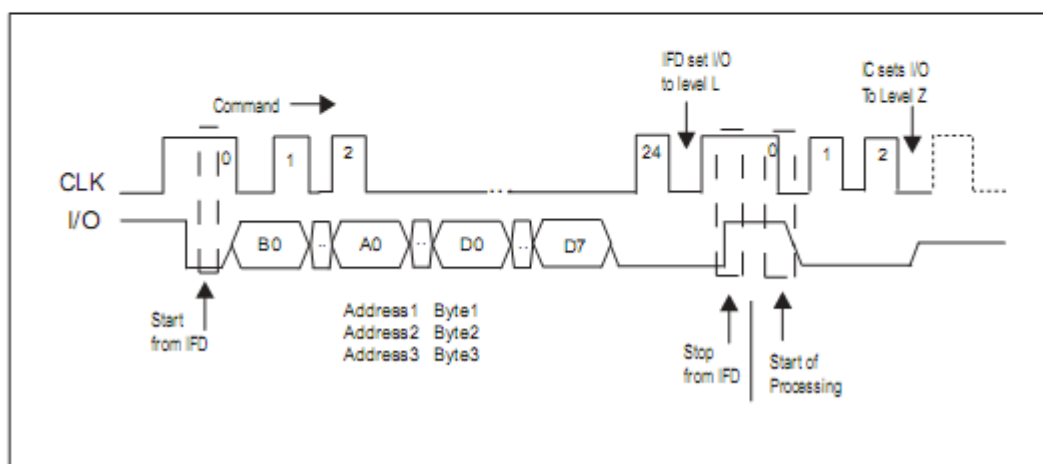 IFD set I/O
to level L
IC sets I/O
To Level Z
Command
0
1
2
24
0
1
2
CLK
...
I/O
B0
..
A0
..
D0
..
D7
Start
from IFD
Address1 Byte1
Address2 Byte2
Address3 Byte3
Stop
from IFD
Start of
Processing